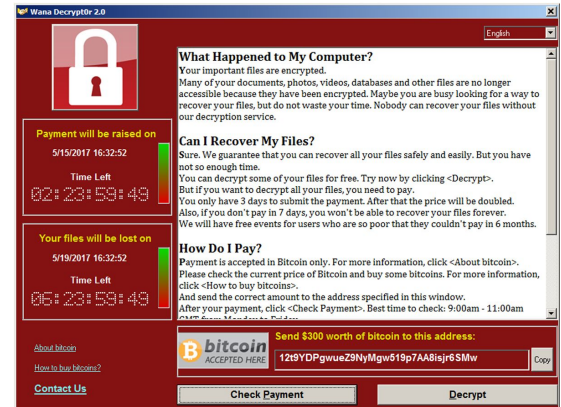 Wana Decrypt0r 2.0
English
What Happened to My Computer?
Your important files are encrypted.
Many of your documents, photos, videos, databases and other files are no longer
accessible because they have been encrypted. Maybe you are busy looking for a way to
recover your files, but do not waste your time. Nobody can recover your files without
our decryption service.
Can I Recover My Files?
Sure. We guarantee that you can recover all your files safely and easily. But you have
not so enough time.
You can decrypt some of your files for free. Try now by clicking <Decrypt>.
But if you want to decrypt all your files, you need to pay.
You only have 3 days to submit the payment. After that the price will be doubled.
Also, if you don't pay in 7 days, you won't be able to recover your files forever.
We will have free events for users who are so poor that they couldn't pay in 6 months.
How Do I Pay?
Payment is accepted in Bitcoin only. For more information, click <About bitcoin>.
Please check the current price of Bitcoin and buy some bitcoins. For more information,
click <How to buy bitcoins>.
And send the correct amount to the address specified in this window.
After your payment, click <Check Payment>. Best time to check: 9:00am - 11:00am
GMT from Monday to Friday.
Payment will be raised on
5/15/2017 16:32:52
Time Left
02:23:59:49
Your files will be lost on
5/19/2017 16:32:52
Time Left
06:23:59:49
About bitcoin
How to buy bitcoins?
Contact Us
bitcoin
ACCEPTED HERE
Send $300 worth of bitcoin to this address:
12t9YDPgwueZ9NyMgw519p7AA8isjr6SMw
Copy
Check Payment
Decrypt